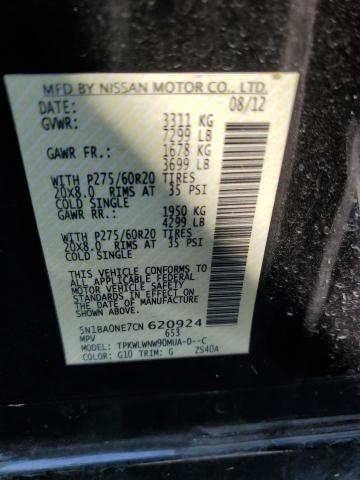 MFD BY NISSAN MOTOR CO., LTD.
DATE: 08/12
GVWR: 3311 KG
7299 LB
GAWR FR: 1678 KG
3699 LB
WITH P275/60R20 TIRES
20X8.0 RIMS AT 35 PSI
COLD SINGLE
GAWR RR: 1950 KG
4299 LB
WITH P275/60R20 TIRES
20X8.0 RIMS AT 35 PSI
COLD SINGLE
THIS VEHICLE CONFORMS TO
ALL APPLICABLE FEDERAL
MOTOR VEHICLE SAFETY
STANDARDS IN EFFECT ON
THE DATE OF MANUFACTURE
5N1BA0NE7CN 620924
MPV 653
MODEL: TPKWLWNW90MUA-D--C
COLOR: G10 TRIM: G ZS40A